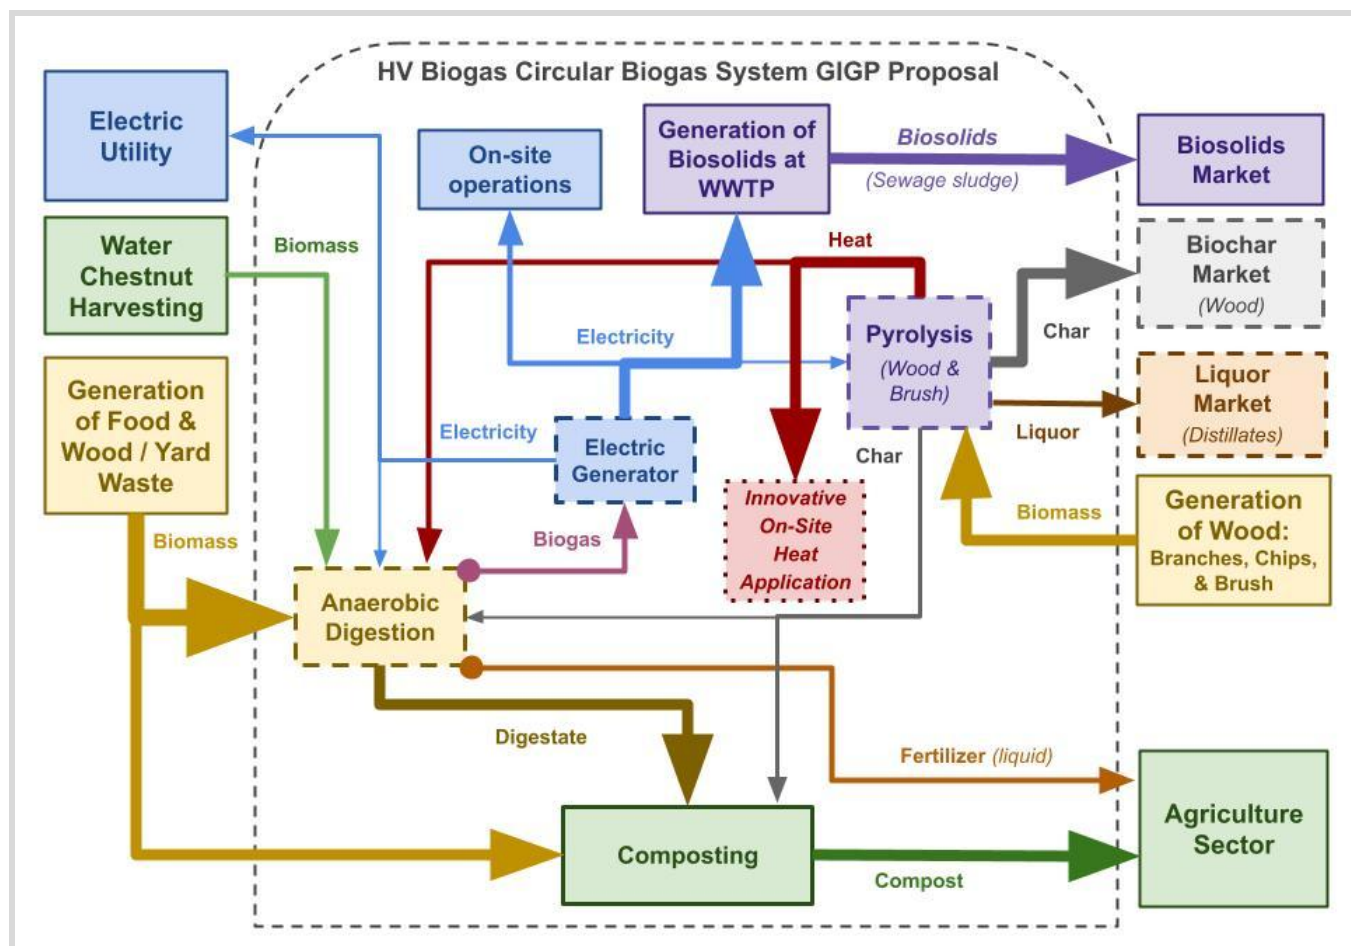 HV Biogas Circular Biogas System GIGP Proposal
Electric
Utility
On-site
operations
Generation of
Biosolids at
WWTP
Biosolids
(Sewage sludge)
Biosolids
Market
Water
Chestnut
Harvesting
Biomass
Heat
Biochar
Market
(Wood)
Electricity
Pyrolysis
(Wood &
Brush)
Char
Generation
of Food &
Wood / Yard
Waste
Liquor
Market
(Distillates)
Electricity
Electric
Generator
Char
Liquor
Innovative
On-Site
Heat
Application
Biomass
Generation
of Wood:
Branches, Chips,
& Brush
Biomass
Biogas
Anaerobic
Digestion
Digestate
Fertilizer (liquid)
Agriculture
Sector
Composting
Compost